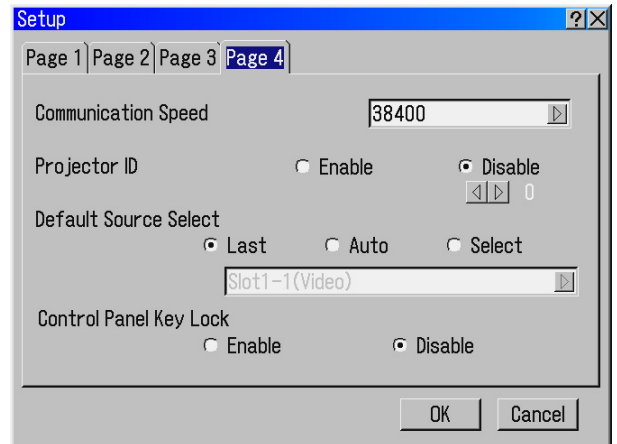 Setup
Page 1 Page 2 Page 3 Page 4
Communication Speed 38400
Projector ID Enable Disable
0
Default Source Select
Last Auto Select
Slot1-1(Video)
Control Panel Key Lock
Enable Disable
OK Cancel